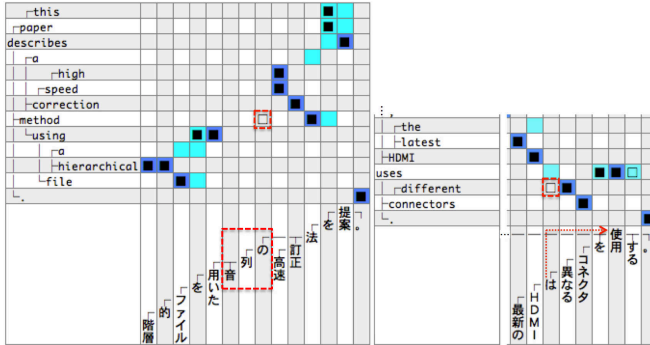 this
paper
describes
a
high
speed
correction
method
using
a
hierarchical
file
.
階層
的
ファイル
を
用いた
音
列
の
高速
訂正
法
を
提案
。
the
latest
HDMI
uses
different
connectors
.
最新の
HDMI
は
異なる
コネクタ
を
使用
する
。